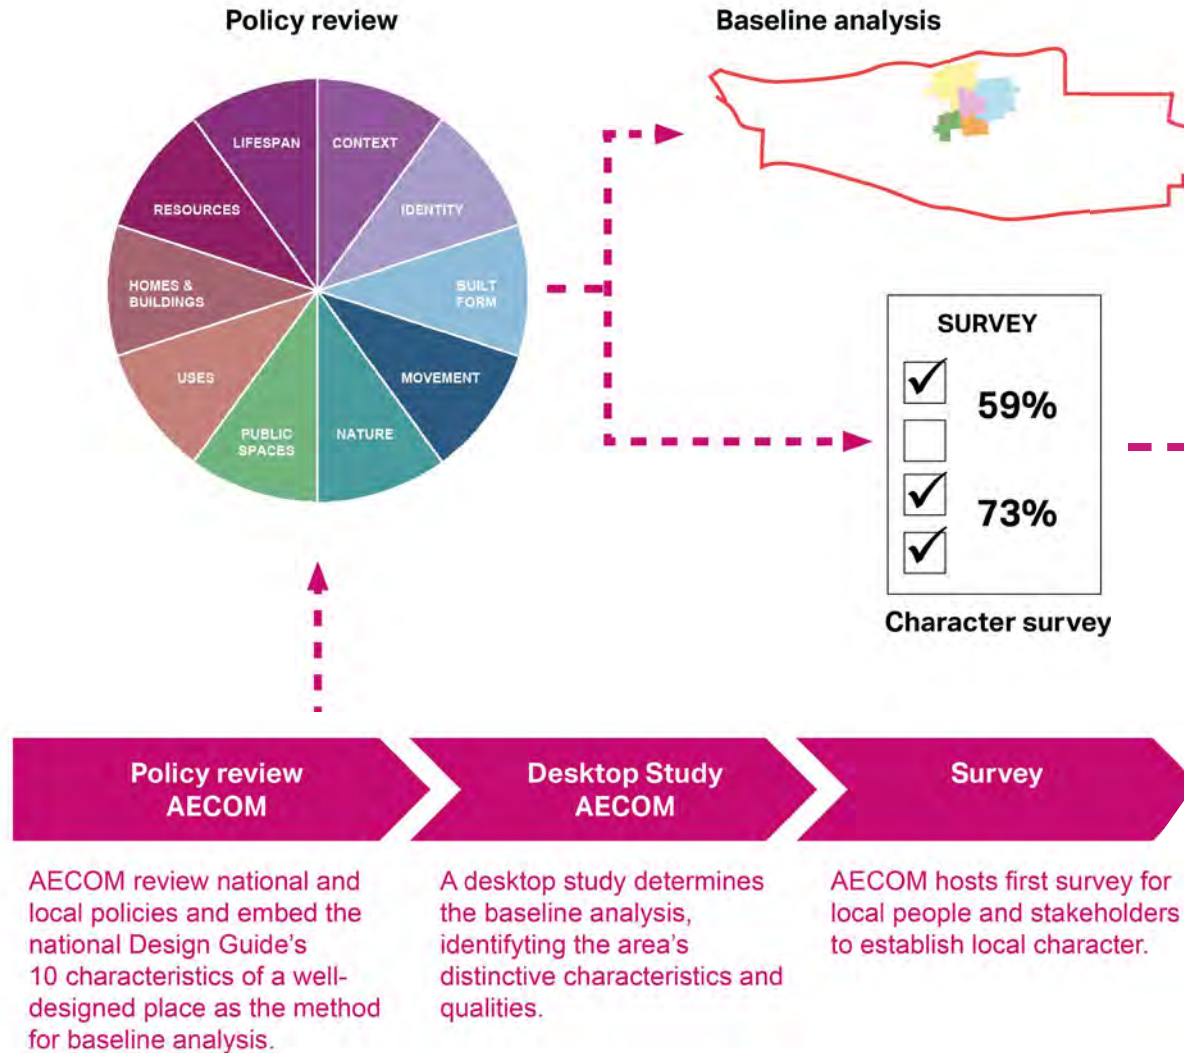 Policy review
Baseline analysis
LIFESPAN
CONTEXT
RESOURCES
IDENTITY
HOMES &
BUILDINGS
BUILT
FORM
USES
MOVEMENT
PUBLIC
SPACES
NATURE
SURVEY
59%
73%
Character survey
Policy review
AECOM
Desktop Study
AECOM
Survey
AECOM review national and
local policies and embed the
national Design Guide's
10 characteristics of a well-
designed place as the method
for baseline analysis.
A desktop study determines
the baseline analysis,
identifyting the area's
distinctive characteristics and
qualities.
AECOM hosts first survey for
local people and stakeholders
to establish local character.